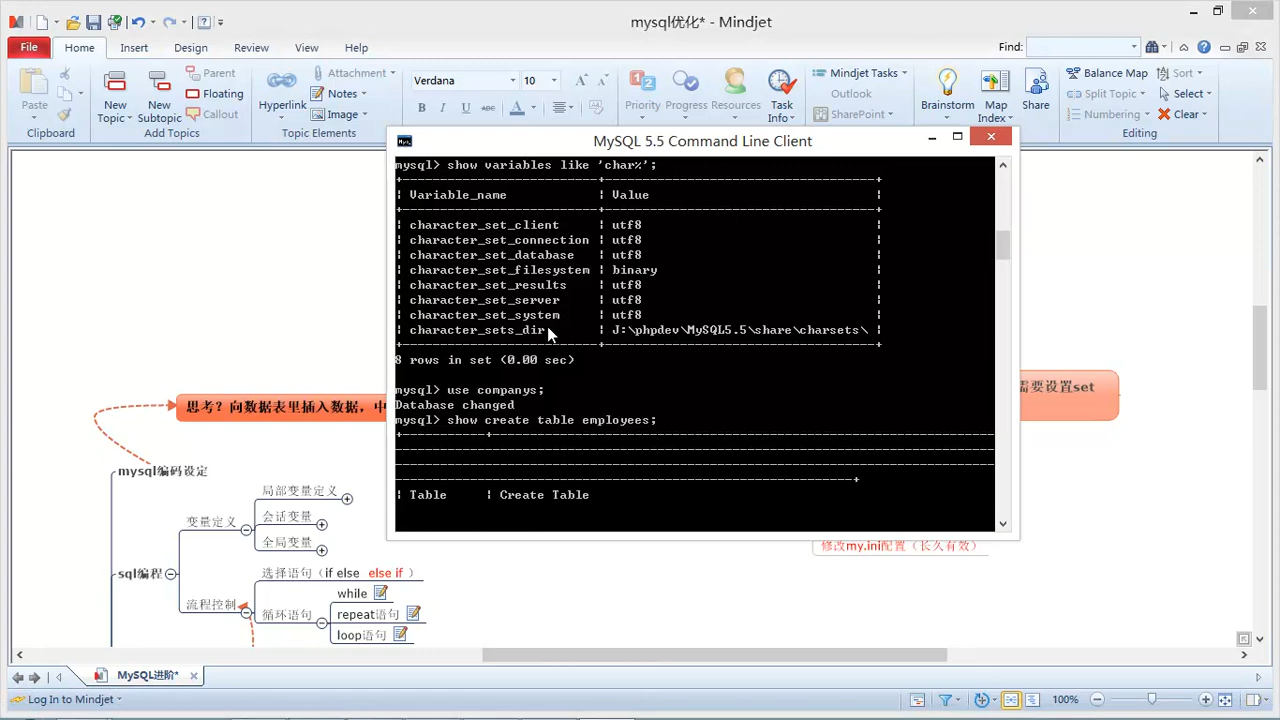 mysql优化* - Mindjet
File Home Insert Design Review View Help Find:
Paste
Clipboard
New Topic
New Subtopic
Parent
Floating
Callout
Add Topics
Hyperlink
Attachment
Notes
Image
Topic Elements
Verdana 10
B I U abc A
Font
Priority
Progress
Resources
Task Info
Mindjet Tasks
Outlook
SharePoint
Brainstorm
Map Index
Share
Balance Map
Split Topic
Numbering
Sort
Select
Clear
Editing
MySQL 5.5 Command Line Client
mysql> show variables like 'char%';
| Variable_name | Value |
| character_set_client | utf8 |
| character_set_connection | utf8 |
| character_set_database | utf8 |
| character_set_filesystem | binary |
| character_set_results | utf8 |
| character_set_server | utf8 |
| character_set_system | utf8 |
| character_sets_dir | J:\phpdev\MySQL5.5\share\charsets\ |
8 rows in set (0.00 sec)
mysql> use companys;
Database changed
mysql> show create table employees;
| Table | Create Table
思考？向数据表里插入数据，中
需要设置set
mysql编码设定
局部变量定义
变量定义
会话变量
全局变量
修改my.ini配置（长久有效）
sql编程
选择语句（if else else if ）
流程控制
循环语句
while
repeat语句
loop语句
MySQL进阶*
Log In to Mindjet
100%